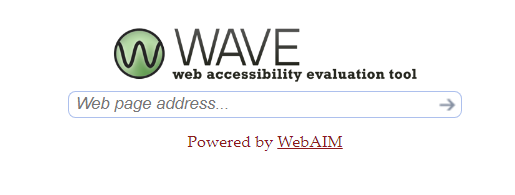 WAVE
web accessibility evaluation tool
Web page address...
Powered by WebAIM